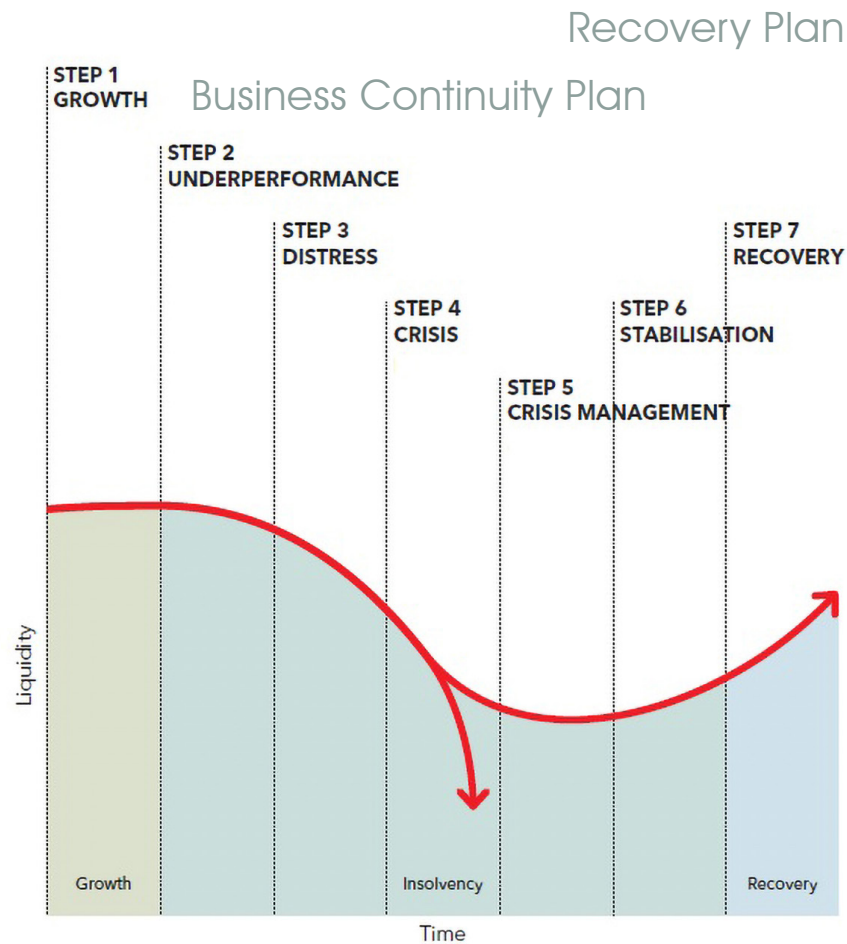 Recovery Plan
Business Continuity Plan
STEP 1
GROWTH
STEP 2
UNDERPERFORMANCE
STEP 3
DISTRESS
STEP 4
CRISIS
STEP 5
CRISIS MANAGEMENT
STEP 6
STABILISATION
STEP 7
RECOVERY
Liquidity
Growth
Insolvency
Recovery
Time